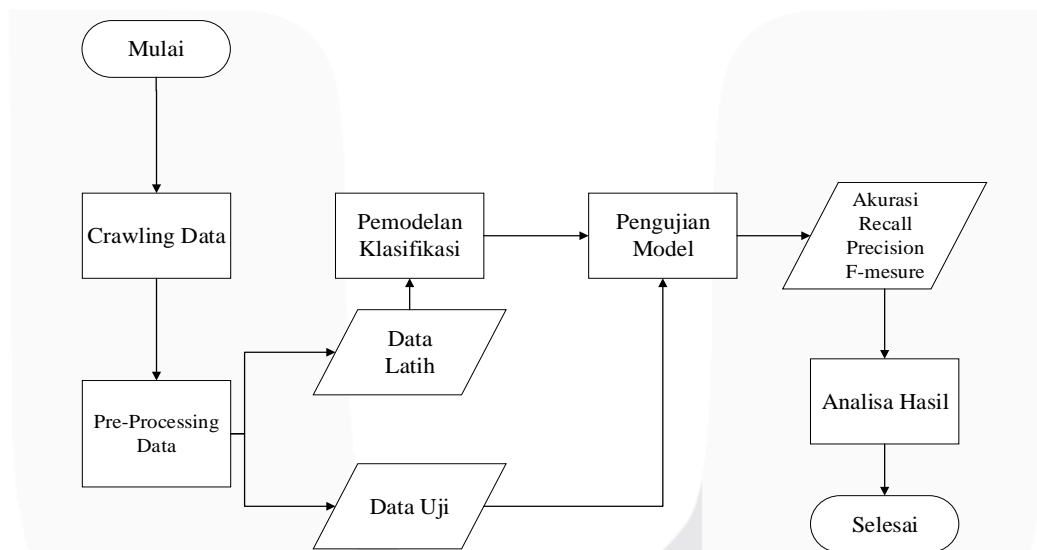 Mulai
Crawling Data
Pre-Processing
Data
Data
Latih
Data Uji
Pemodelan
Klasifikasi
Pengujian
Model
Akurasi
Recall
Precision
F-mesure
Analisa Hasil
Selesai